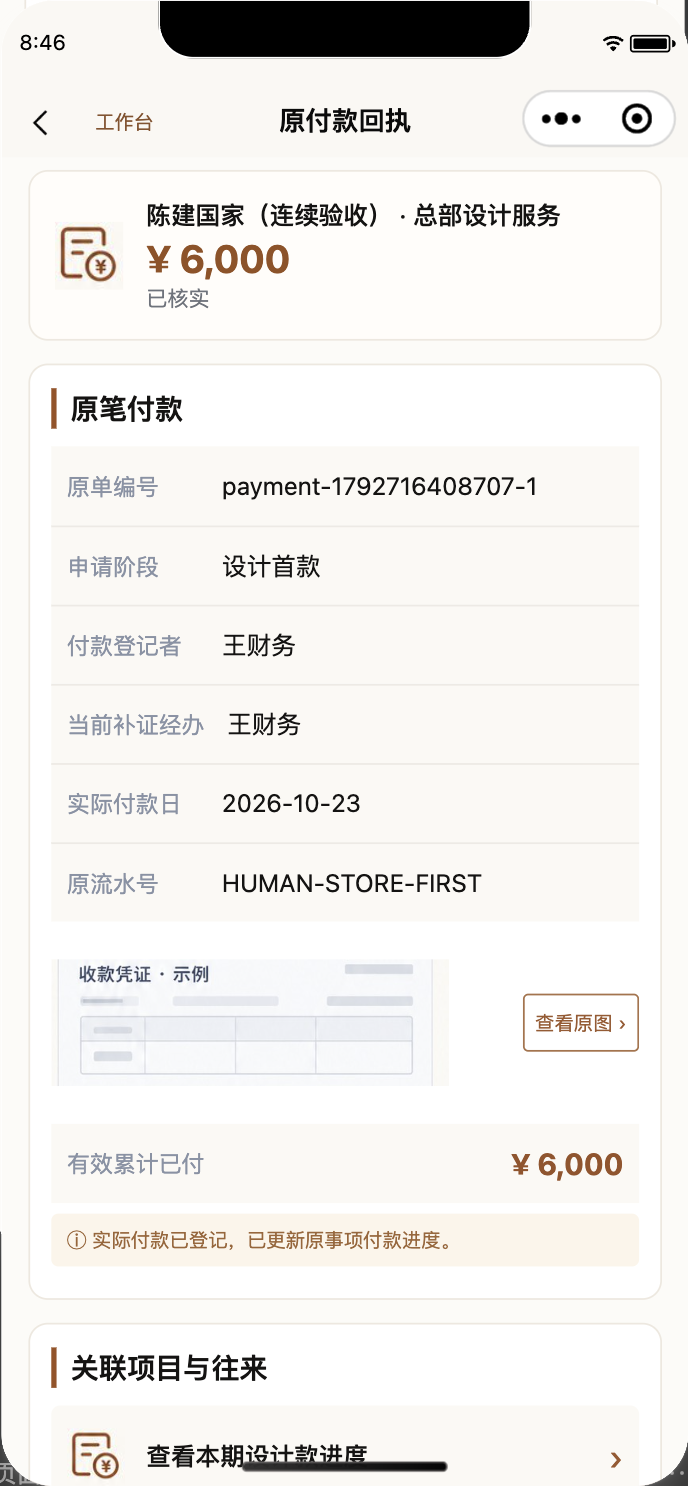 8:46
工作台
原付款回执
陈建国家（连续验收） · 总部设计服务
¥ 6,000
已核实
原笔付款
原单编号 payment-1792716408707-1
申请阶段 设计首款
付款登记者 王财务
当前补证经办 王财务
实际付款日 2026-10-23
原流水号 HUMAN-STORE-FIRST
收款凭证 · 示例
查看原图 ›
有效累计已付 ¥ 6,000
实际付款已登记，已更新原事项付款进度。
关联项目与往来
查看本期设计款进度 ›